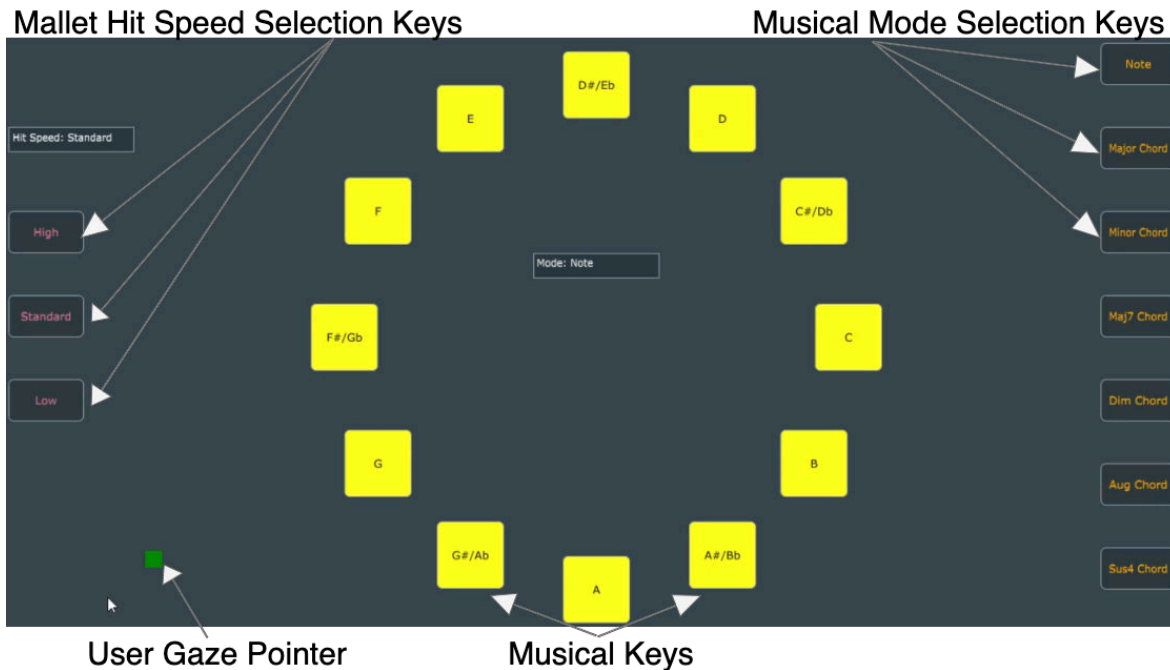 Mallet Hit Speed Selection Keys
Musical Mode Selection Keys
Note
D#/Eb
E
D
Hit Speed: Standard
Major Chord
F
C#/Db
High
Minor Chord
Mode: Note
Standard
Maj7 Chord
F#/Gb
C
Low
Dim Chord
G
B
Aug Chord
G#/Ab
A#/Bb
Sus4 Chord
A
User Gaze Pointer
Musical Keys